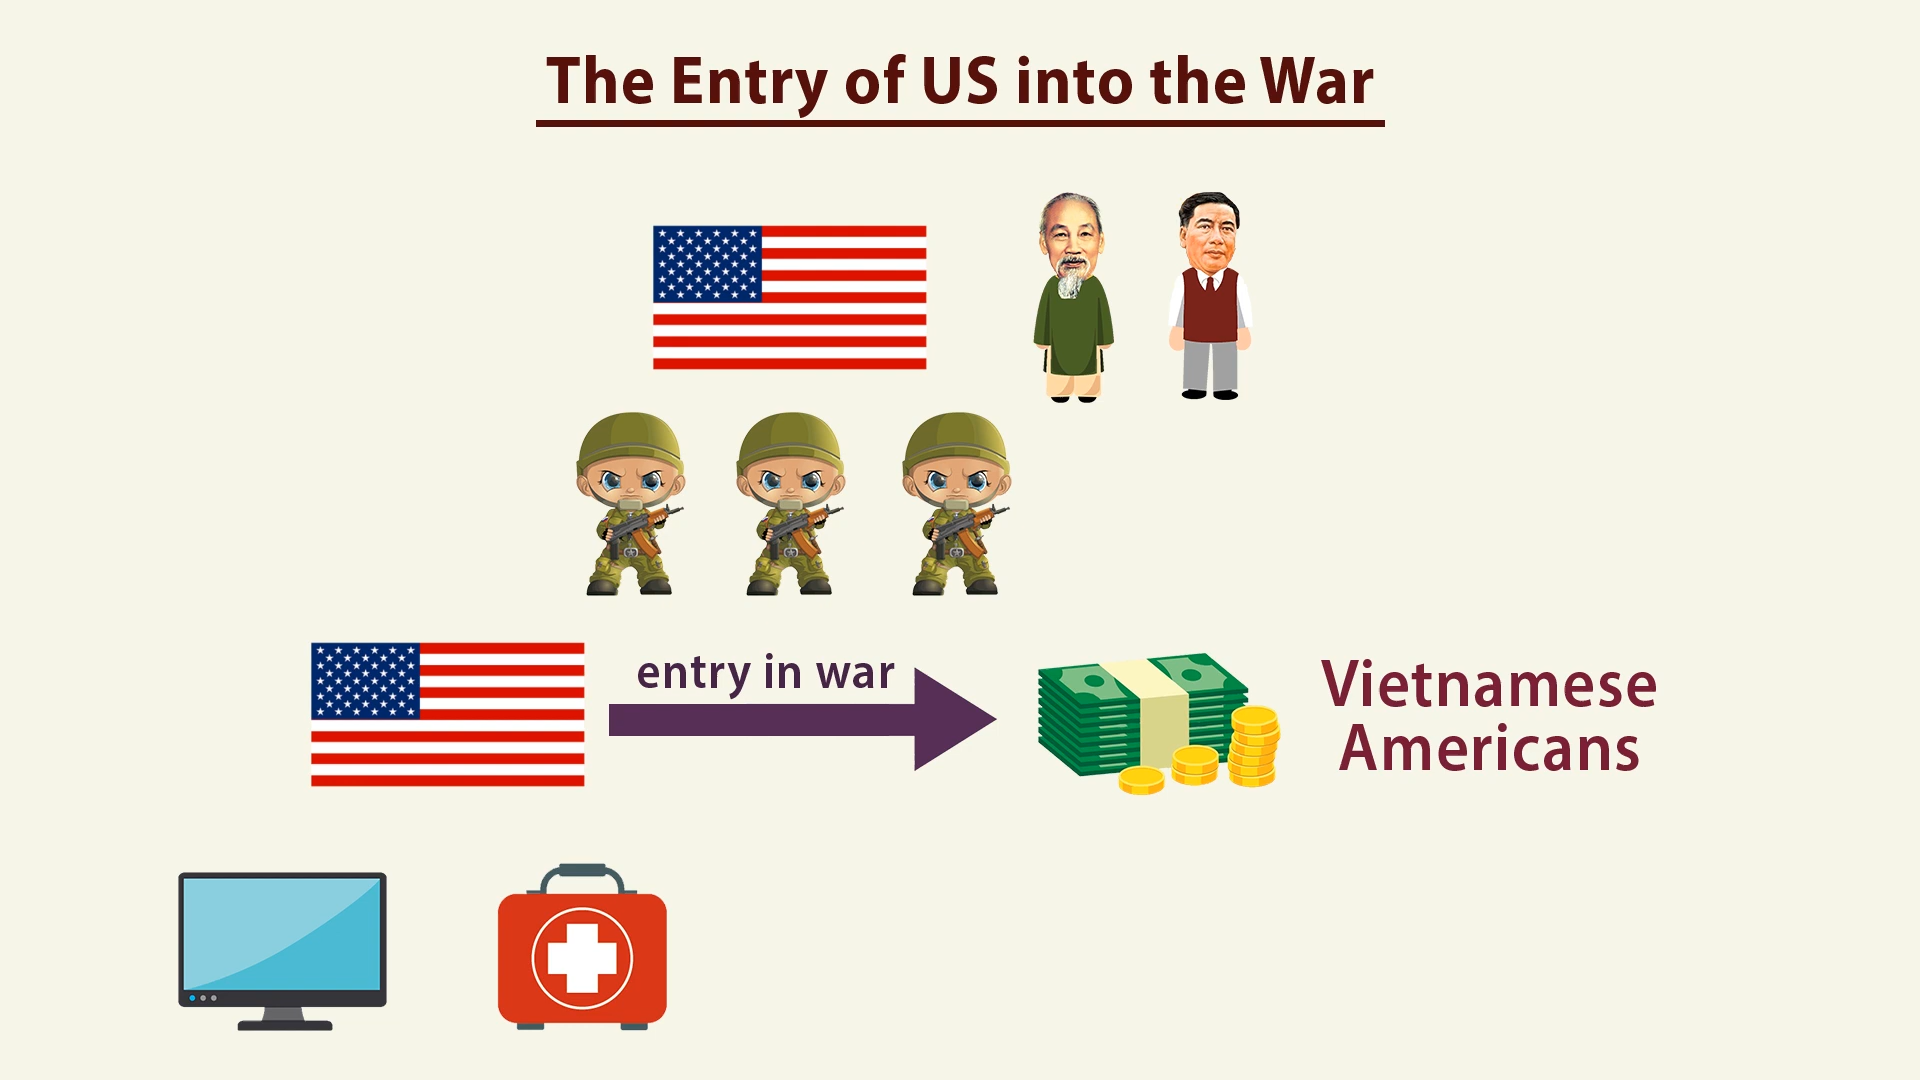 The Entry of US into the War
entry in war
Vietnamese
Americans